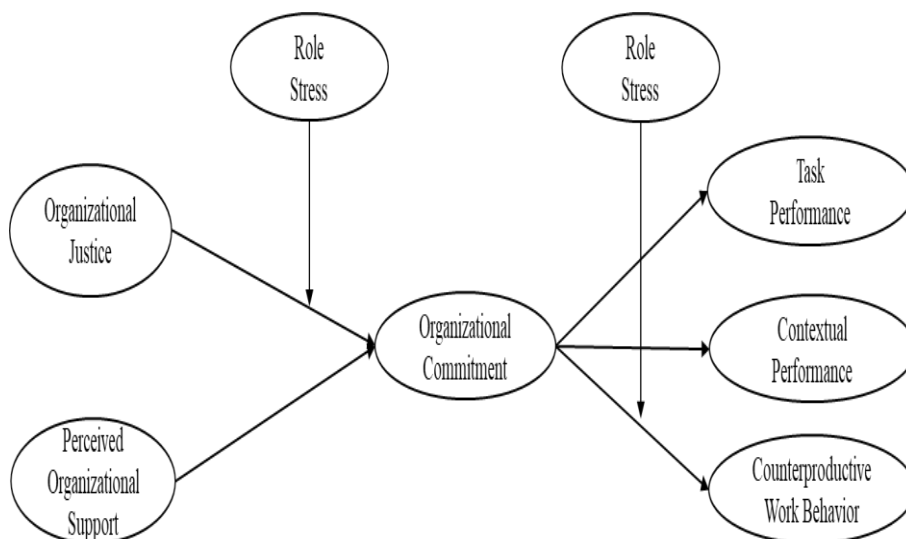 Role
Stress
Role
Stress
Organizational
Justice
Task
Performance
Organizational
Commitment
Contextual
Performance
Perceived
Organizational
Support
Counterproductive
Work Behavior